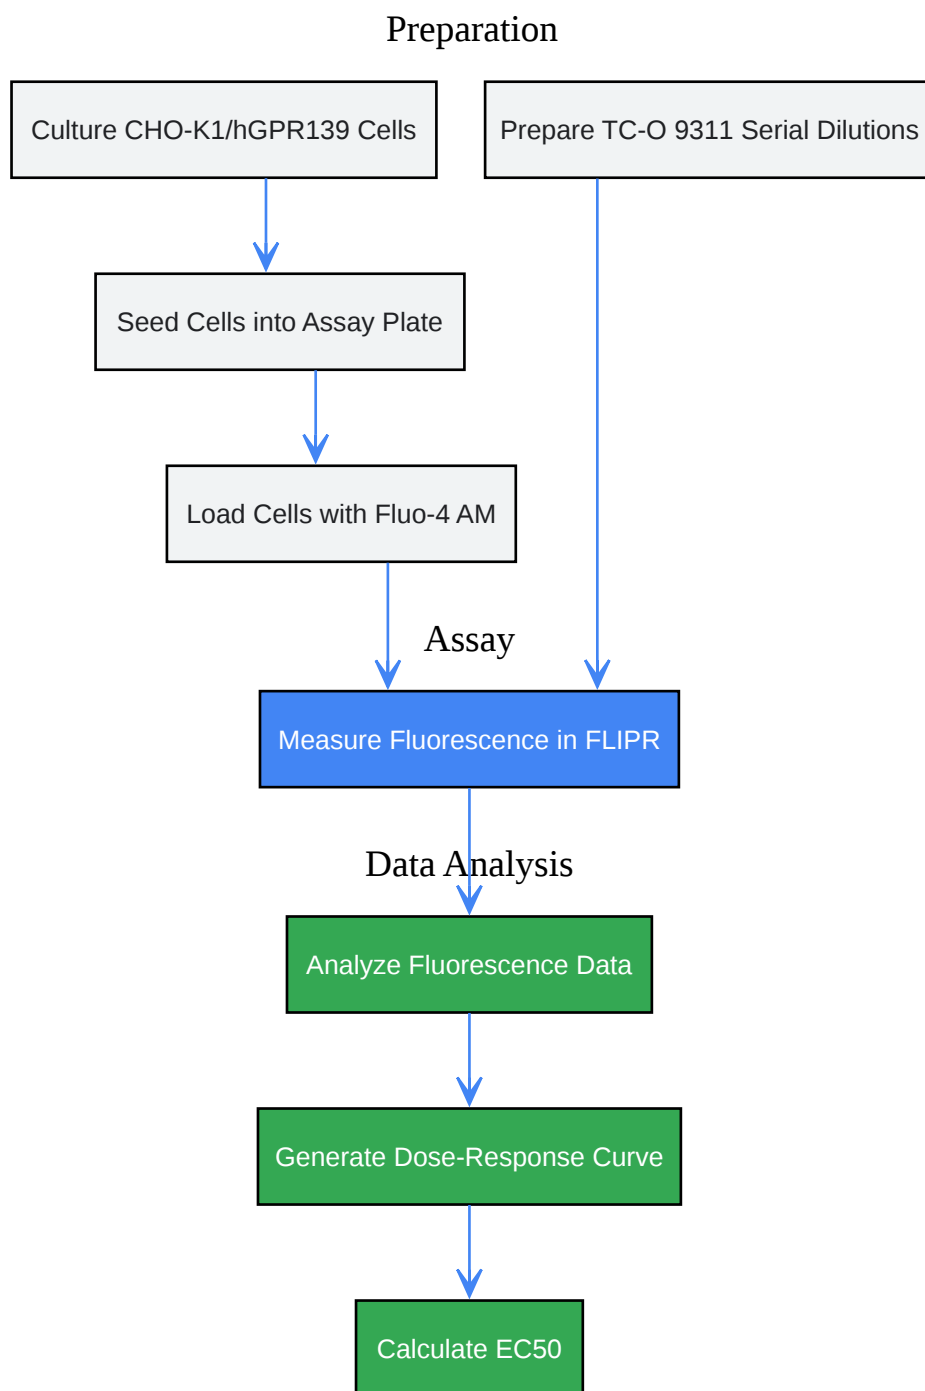 Preparation
Culture CHO-K1/hGPR139 Cells
Prepare TC-O 9311 Serial Dilutions
Seed Cells into Assay Plate
Load Cells with Fluo-4 AM
Assay
Measure Fluorescence in FLIPR
Data Analysis
Analyze Fluorescence Data
Generate Dose-Response Curve
Calculate EC50